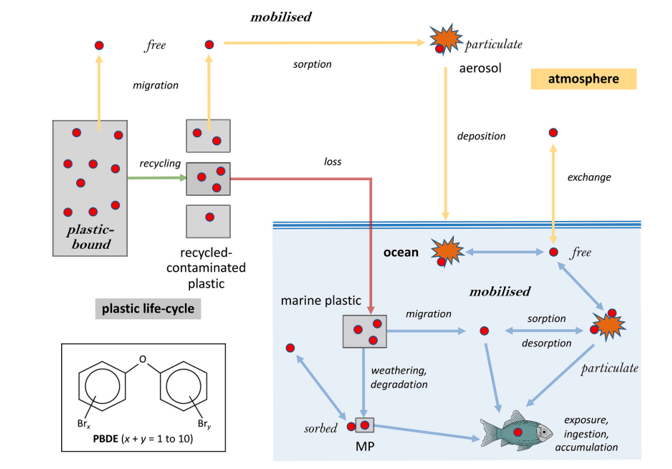 mobilised
free
particulate
aerosol
sorption
migration
atmosphere
deposition
recycling
loss
exchange
plastic-
bound
recycled-
contaminated
plastic
ocean
free
plastic life-cycle
marine plastic
mobilised
migration
sorption
desorption
particulate
weathering,
degradation
O
Brx
Bry
PBDE (x + y = 1 to 10)
sorbed
MP
exposure,
ingestion,
accumulation